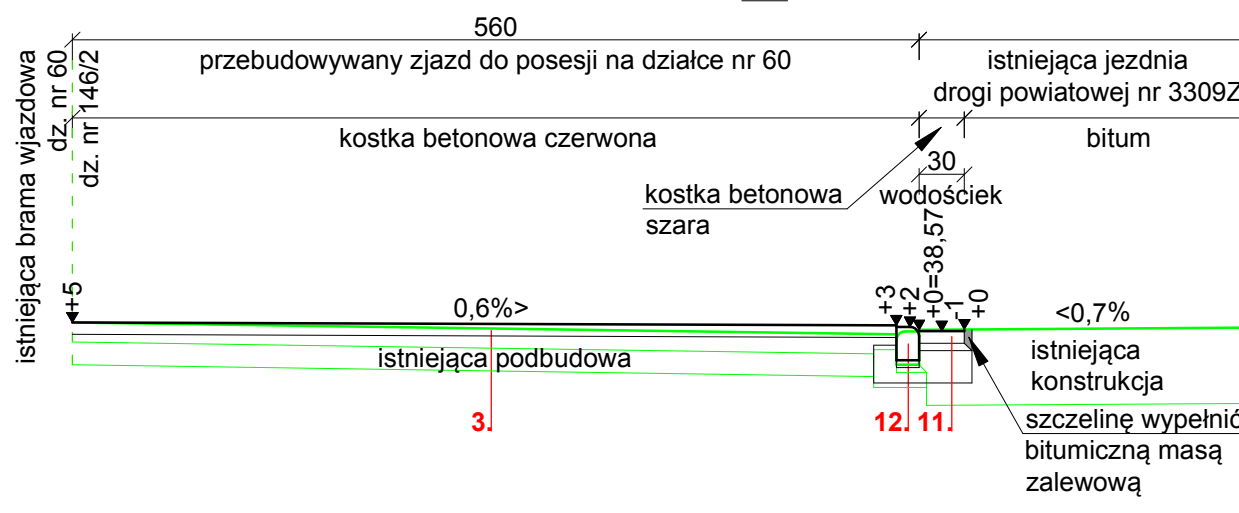 560
przebudowywany zjazd do posesji na działce nr 60
istniejąca jezdnia
drogi powiatowej nr 3309Z
istniejąca brama wjazdowa
dz. nr 60
dz. nr 146/2
kostka betonowa czerwona
bitum
30
kostka betonowa
szara
wodościek
+5
0,6%>
+3
+2
+0=38,57
-1
+0
<0,7%
istniejąca podbudowa
istniejąca
konstrukcja
3.
12.
11.
szczelinę wypełnić
bitumiczną masą
zalewową